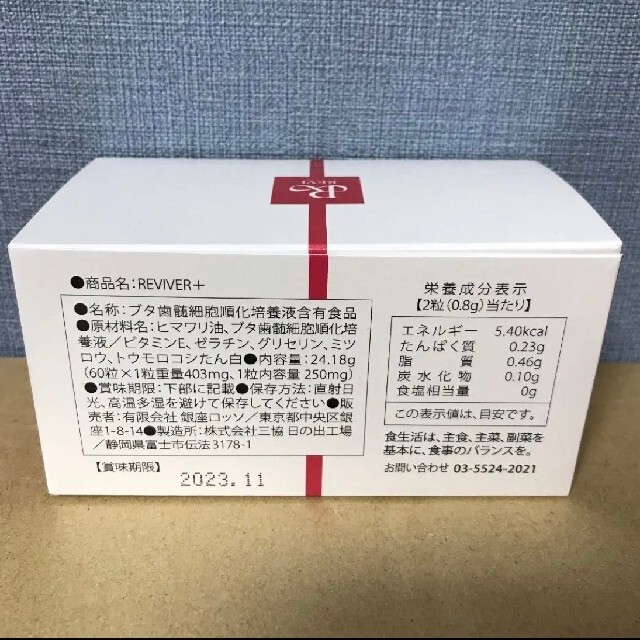 R
REVI
●商品名:REVIVER+
●名称:ブタ歯髄細胞順化培養液含有食品
●原材料名:ヒマワリ油、ブタ歯髄細胞順化培
養液/ビタミンE、ゼラチン、グリセリン、ミツ
ロウ、トウモロコシたん白●内容量:24.18g
(60粒×1粒重量403mg、1粒内容量250mg)
●賞味期限:下部に記載●保存方法:直射日
光、高温多湿を避けて保存してください●販
売者:有限会社 銀座ロッソ/東京都中央区銀
座1-8-14●製造所:株式会社三協 日の出工場
/静岡県富士市伝法3178-1
【賞味期限】 2023.11
栄養成分表示
【2粒(0.8g)当たり】
エネルギー 5.40kcal
たんぱく質 0.23g
脂質 0.46g
炭水化物 0.10g
食塩相当量 0g
この表示値は、目安です。
食生活は、主食、主菜、副菜を
基本に、食事のバランスを。
お問い合わせ 03-5524-2021